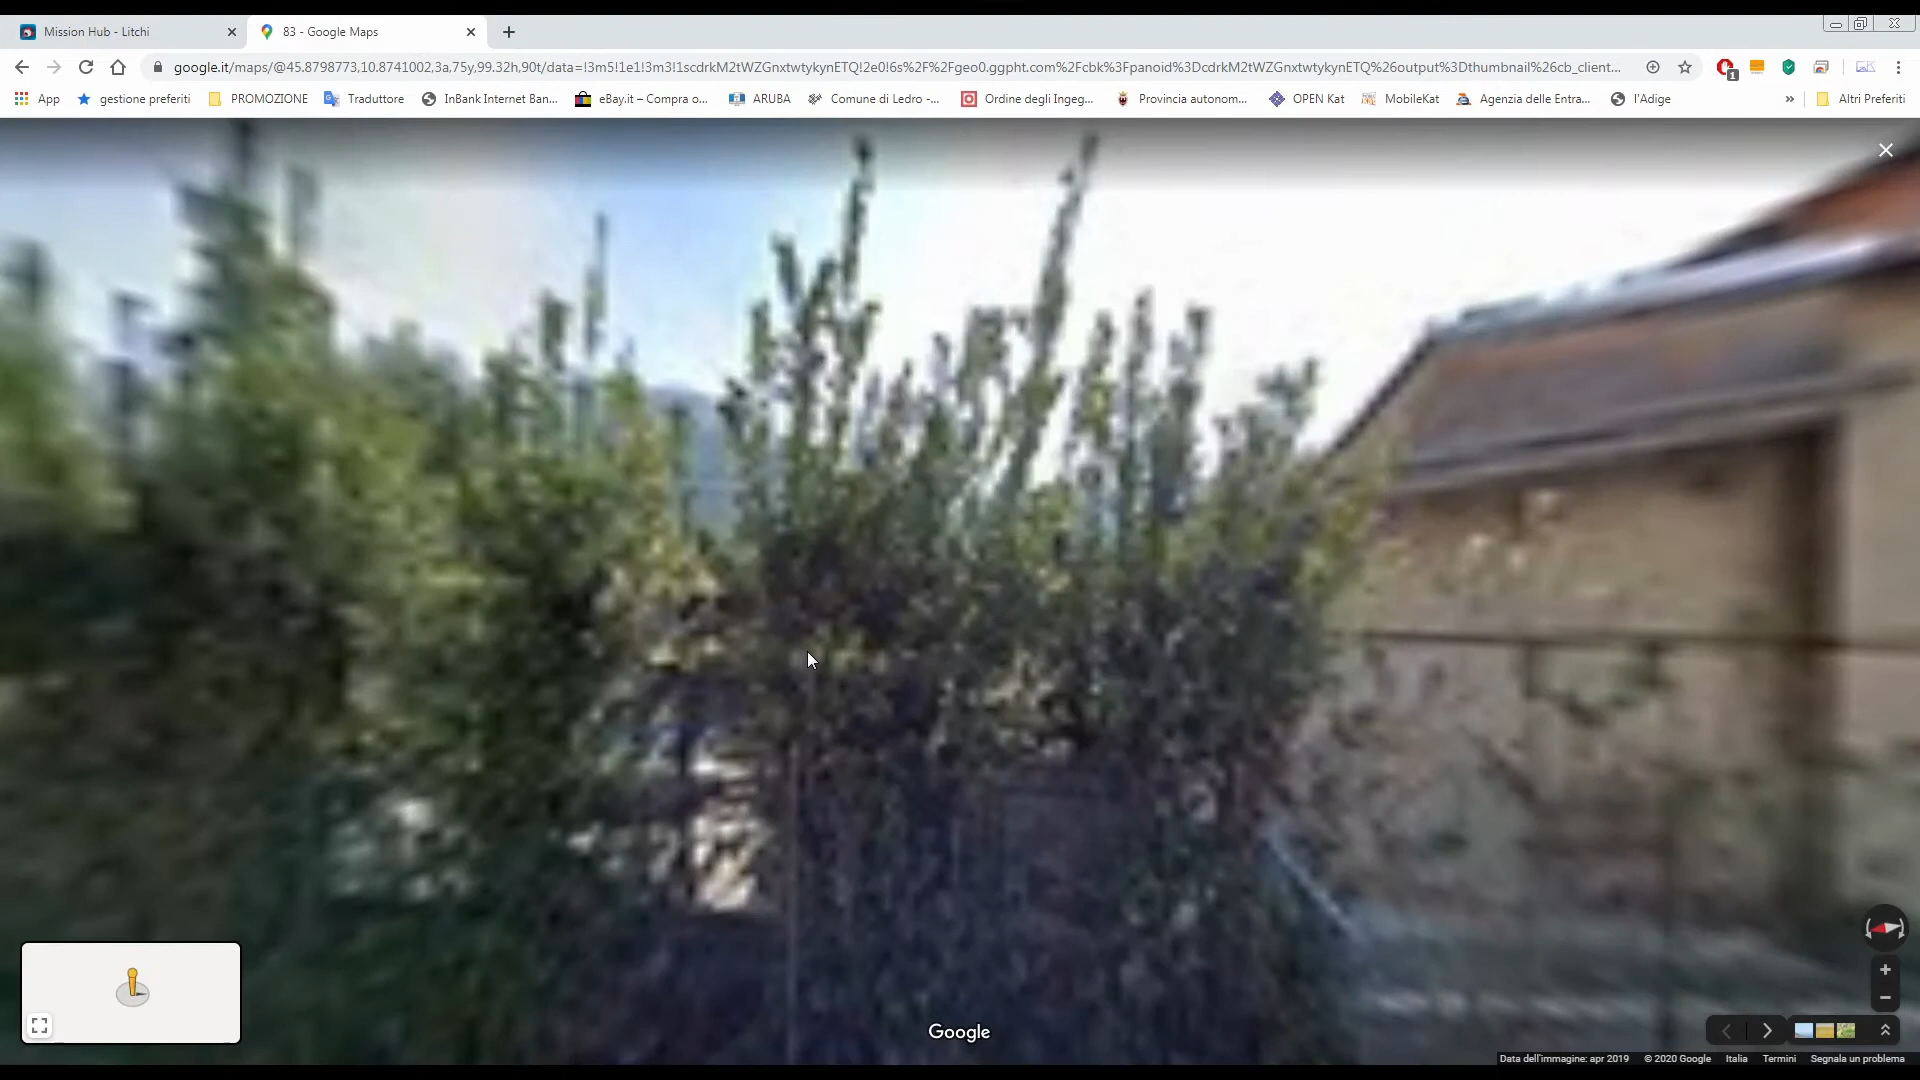 Mission Hub - Litchi
83 - Google Maps
google.it/maps/@45.8798773,10.8741002,3a,75y,99.32h,90t/data=!3m5!1e1!3m3!1scdrkM2tWZGnxtwtykynETQ!2e0!6s%2F%2Fgeo0.ggpht.com%2Fcbk%3Fpanoid%3DcdrkM2tWZGnxtwtykynETQ%26output%3Dthumbnail%26cb_client...
1
App
gestione preferiti
PROMOZIONE
Traduttore
InBank Internet Ban...
eBay.it – Compra o...
ARUBA
Comune di Ledro -...
Ordine degli Ingeg...
Provincia autonom...
OPEN Kat
MobileKat
Agenzia delle Entra...
l'Adige
»
Altri Preferiti
Google
Data dell'immagine: apr 2019 © 2020 Google Italia Termini Segnala un problema